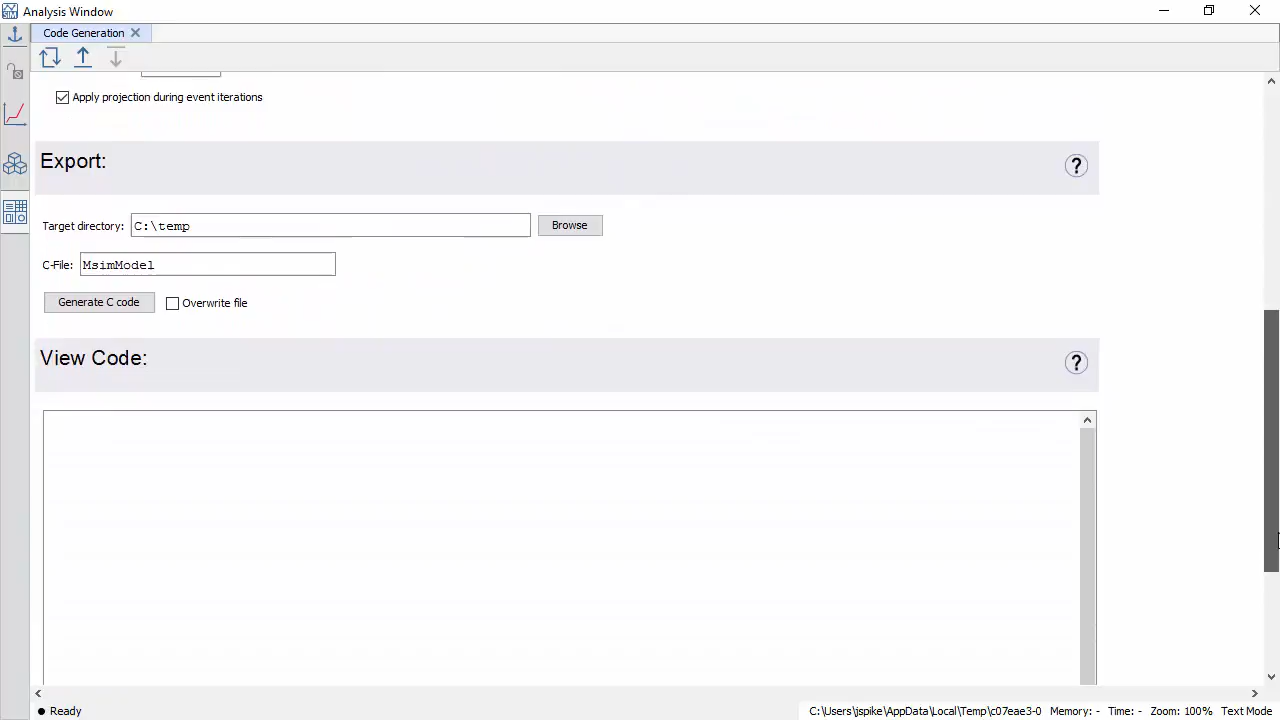 Analysis Window
Code Generation
Apply projection during event iterations
Export:
?
Target directory: C:\temp Browse
C-File: MsimModel
Generate C code Overwrite file
View Code:
?
Ready C:\Users\jspike\AppData\Local\Temp\c07eae3-0 Memory: - Time: - Zoom: 100% Text Mode